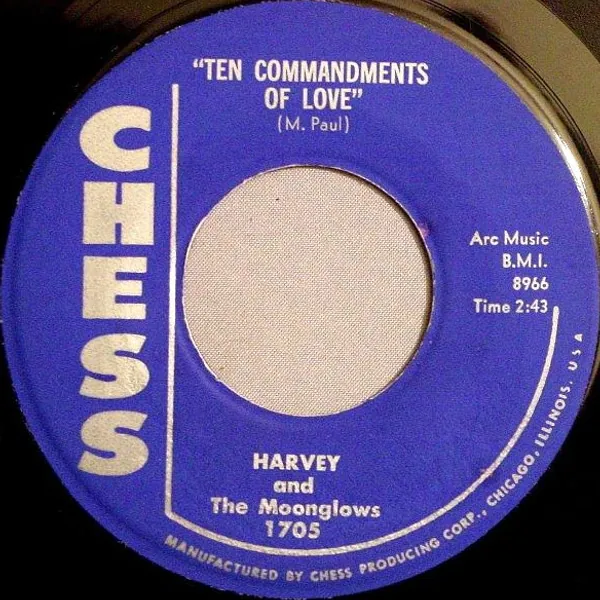 CHESS
"TEN COMMANDMENTS
OF LOVE"
(M. Paul)
Arc Music
B.M.I.
8966
Time 2:43
HARVEY
and
The Moonglows
1705
MANUFACTURED BY CHESS PRODUCING CORP., CHICAGO, ILLINOIS, USA